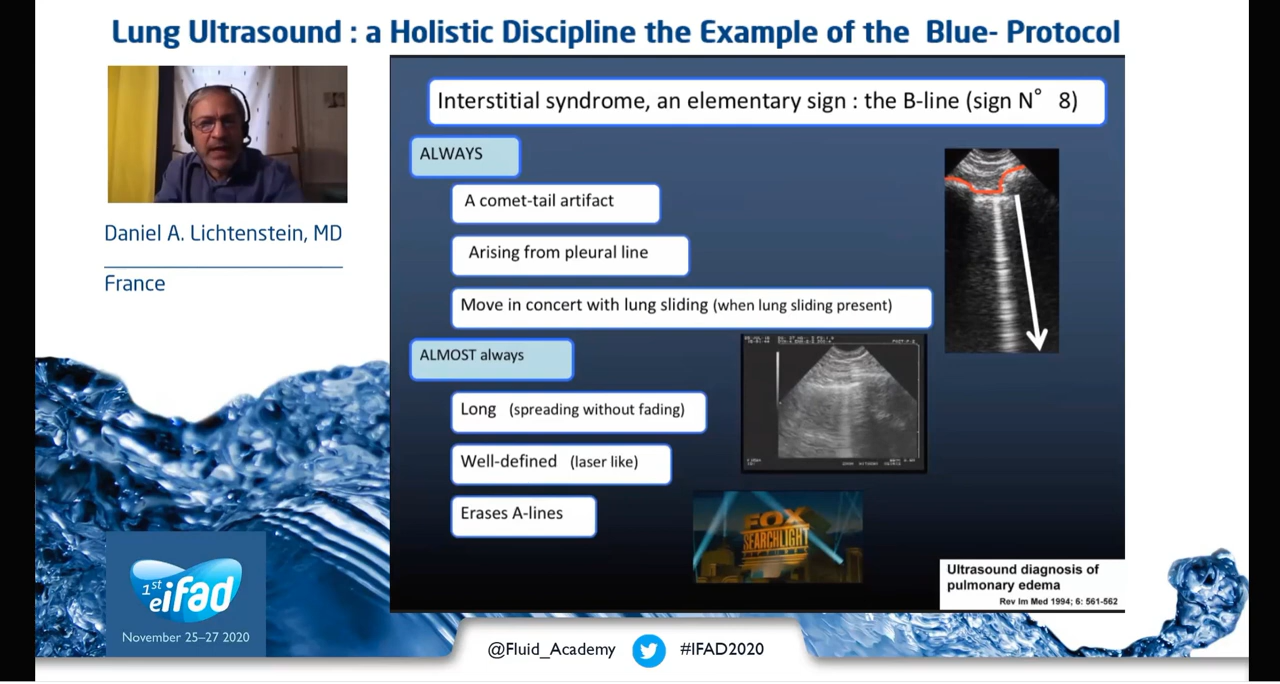 Lung Ultrasound : a Holistic Discipline the Example of the Blue- Protocol
Daniel A. Lichtenstein, MD
France
Interstitial syndrome, an elementary sign : the B-line (sign N° 8)
ALWAYS
A comet-tail artifact
Arising from pleural line
Move in concert with lung sliding (when lung sliding present)
ALMOST always
Long (spreading without fading)
Well-defined (laser like)
Erases A-lines
FOX
SEARCHLIGHT
Ultrasound diagnosis of
pulmonary edema
Rev Im Med 1994; 6: 561-562
1st
eifad
November 25–27 2020
@Fluid_Academy
#IFAD2020